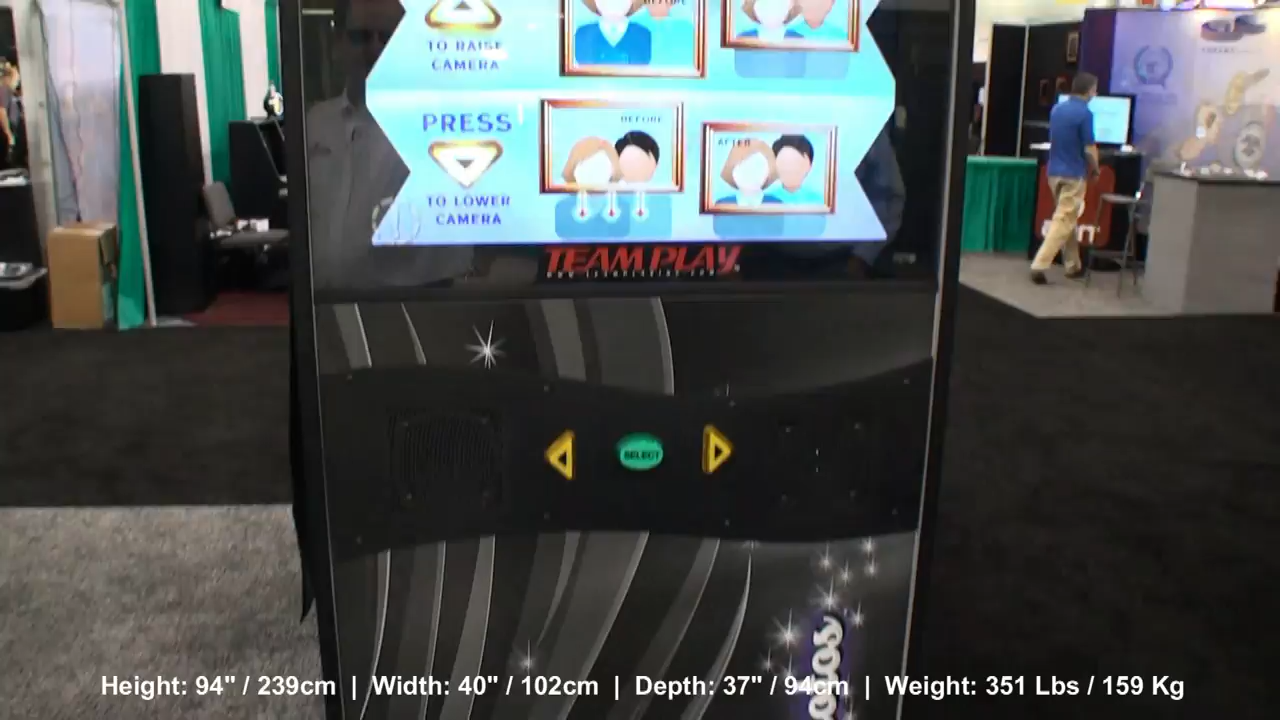 BEFORE
TO RAISE
CAMERA
PRESS
BEFORE
AFTER
TO LOWER
CAMERA
TEAMPLAY
SELECT
Height: 94" / 239cm | Width: 40" / 102cm | Depth: 37" / 94cm | Weight: 351 Lbs / 159 Kg